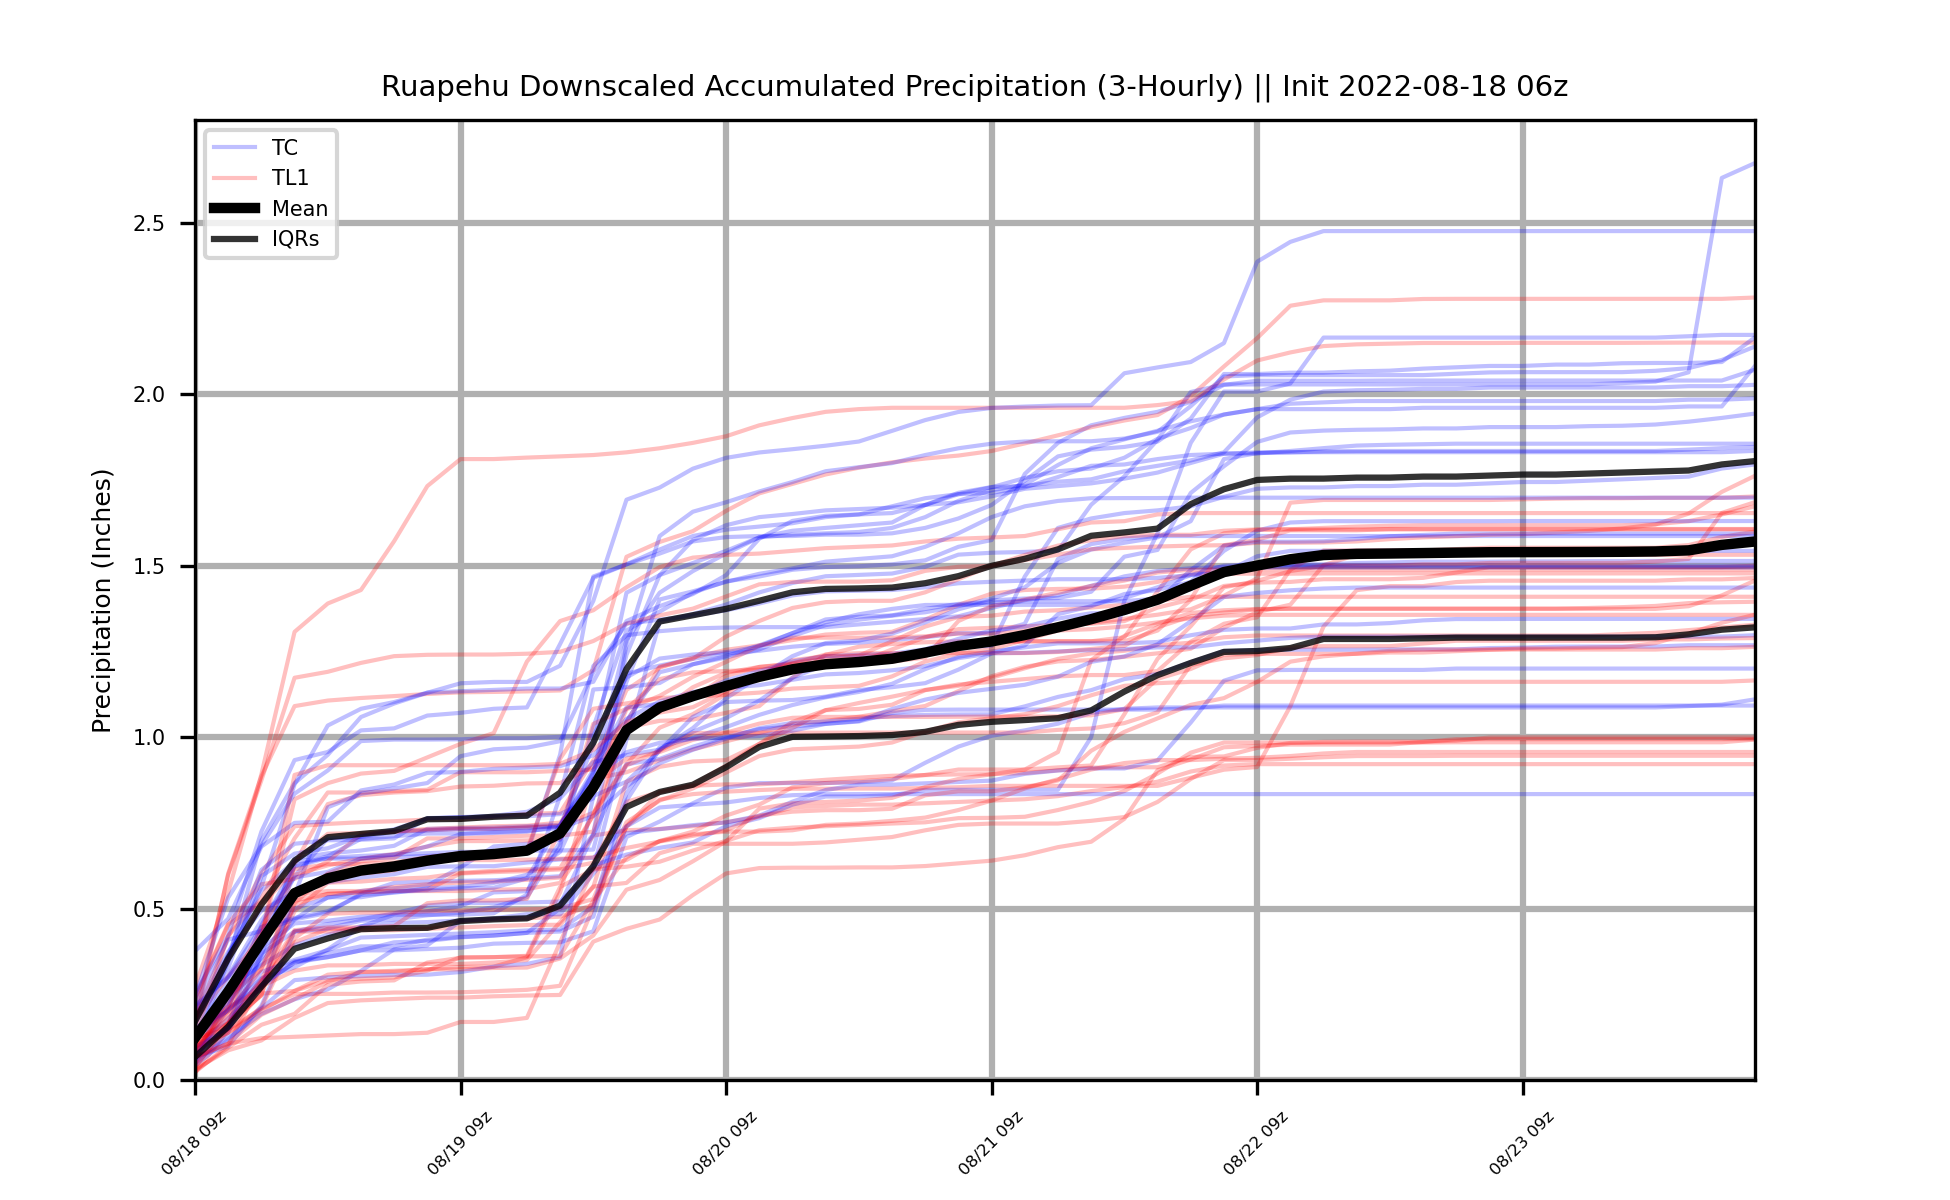 Ruapehu Downscaled Accumulated Precipitation (3-Hourly) || Init 2022-08-18 06z
TC
TL1
Mean
IQRs
Precipitation (Inches)
2.5
2.0
1.5
1.0
0.5
0.0
08/18 09z
08/19 09z
08/20 09z
08/21 09z
08/22 09z
08/23 09z